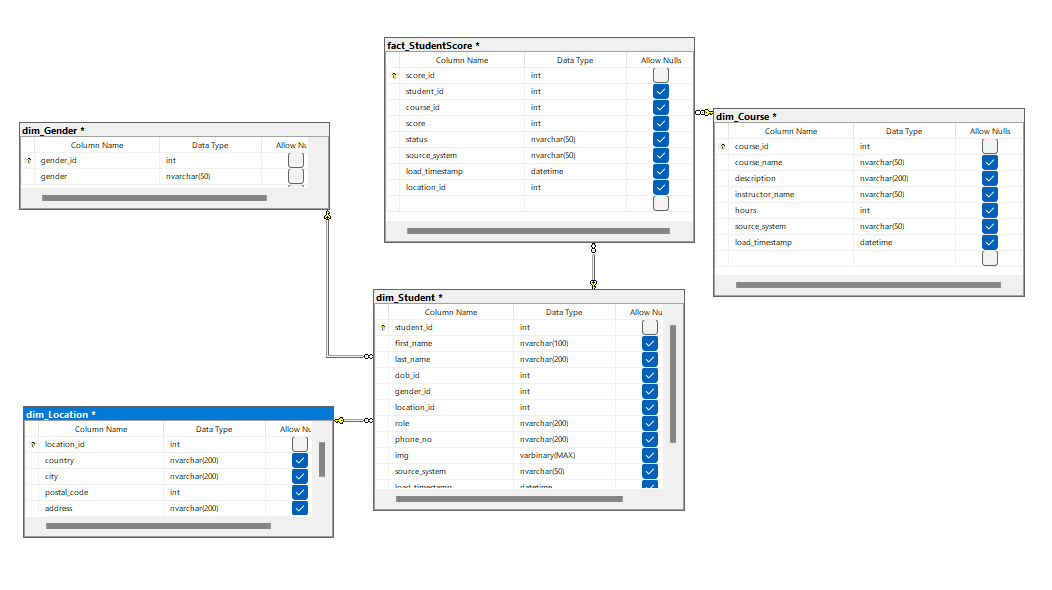 fact_StudentScore *
Column Name Data Type Allow Nulls
score_id int
student_id int
course_id int
score int
status nvarchar(50)
source_system nvarchar(50)
load_timestamp datetime
location_id int
dim_Gender *
Column Name Data Type Allow Nu
gender_id int
gender nvarchar(50)
dim_Course *
Column Name Data Type Allow Nulls
course_id int
course_name nvarchar(50)
description nvarchar(200)
instructor_name nvarchar(50)
hours int
source_system nvarchar(50)
load_timestamp datetime
dim_Student *
Column Name Data Type Allow Nu
student_id int
first_name nvarchar(100)
last_name nvarchar(200)
dob_id int
gender_id int
location_id int
role nvarchar(200)
phone_no nvarchar(200)
img varbinary(MAX)
source_system nvarchar(50)
load_timestamp datetime
dim_Location *
Column Name Data Type Allow Nu
location_id int
country nvarchar(200)
city nvarchar(200)
postal_code int
address nvarchar(200)